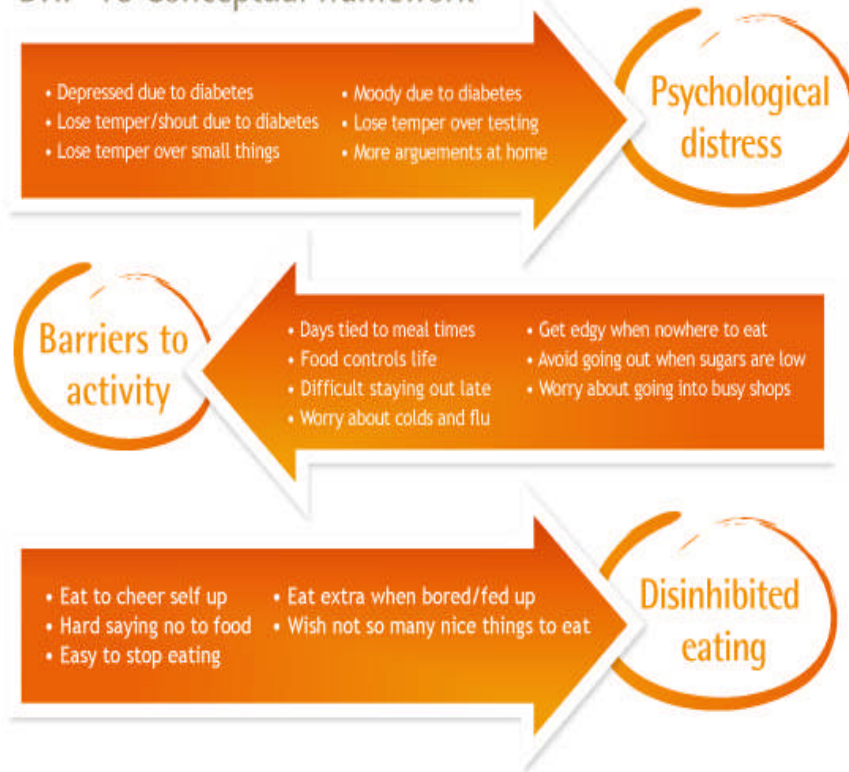 Conceptual framework
• Depressed due to diabetes
• Lose temper/shout due to diabetes
• Lose temper over small things
• Moody due to diabetes
• Lose temper over testing
• More arguements at home
Psychological
distress
Barriers to
activity
• Days tied to meal times
• Food controls life
• Difficult staying out late
• Worry about colds and flu
• Get edgy when nowhere to eat
• Avoid going out when sugars are low
• Worry about going into busy shops
• Eat to cheer self up
• Hard saying no to food
• Easy to stop eating
• Eat extra when bored/fed up
• Wish not so many nice things to eat
Disinhibited
eating